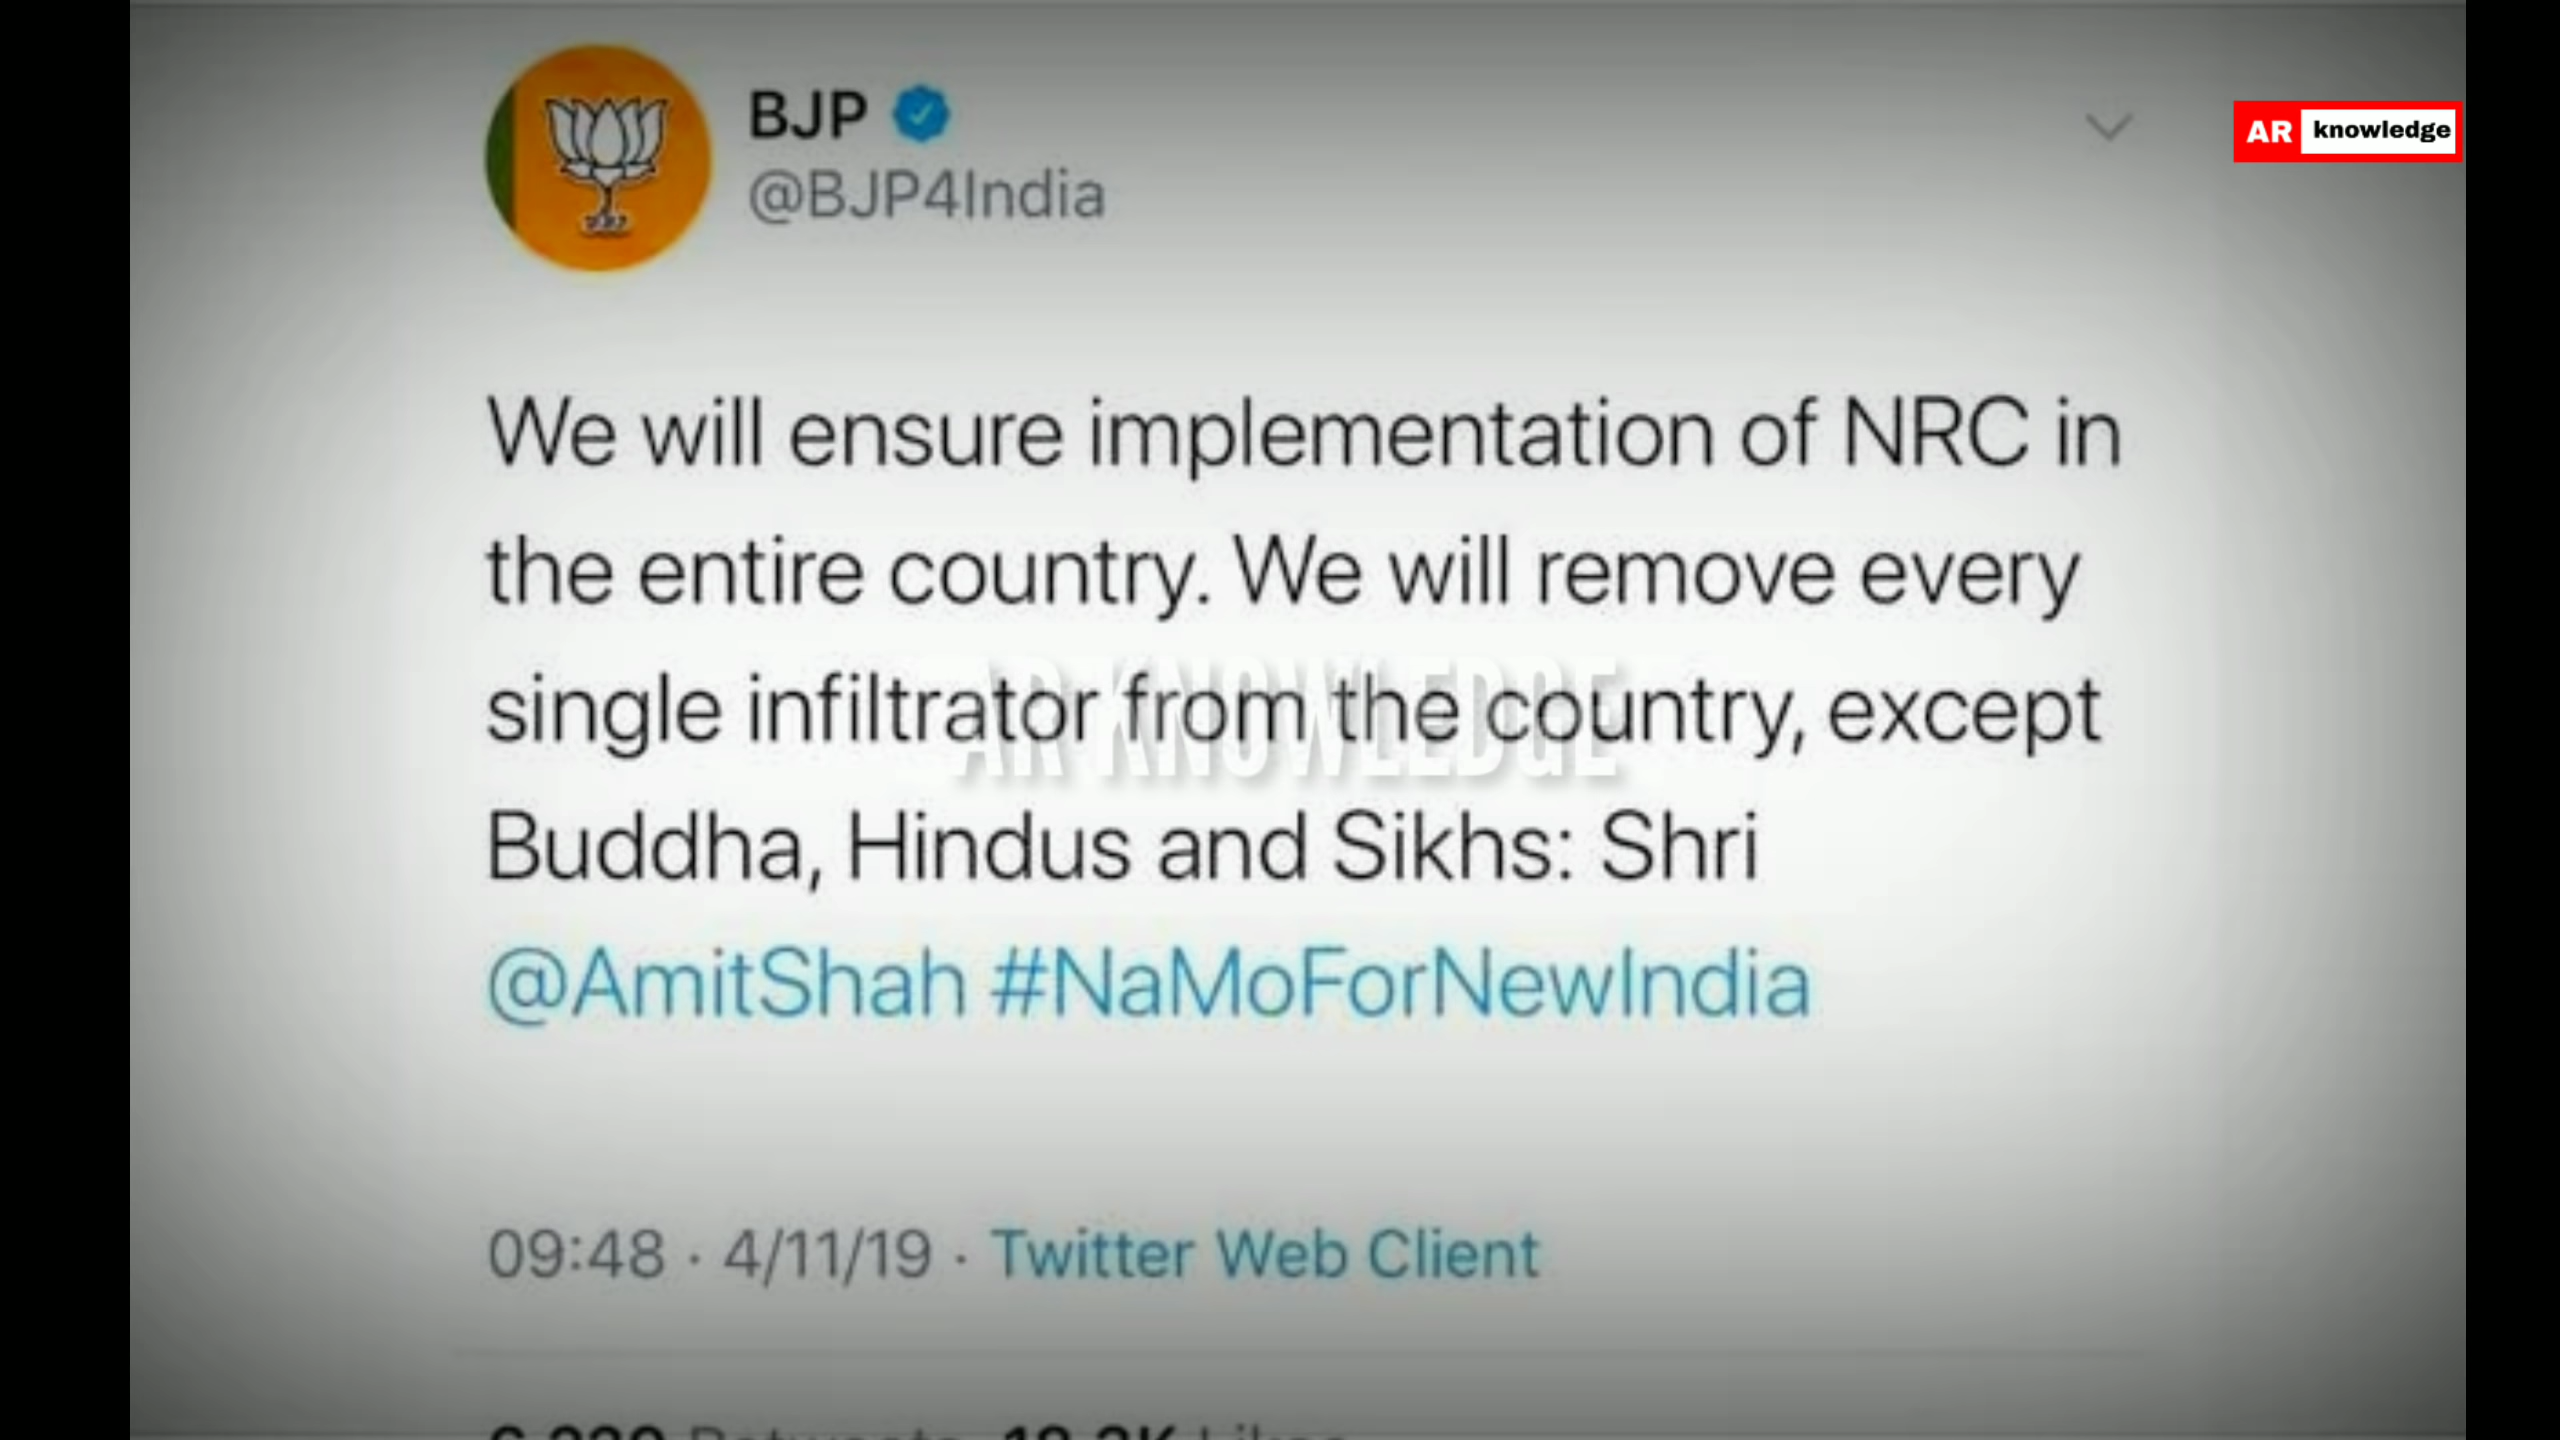 BJP
@BJP4India
AR knowledge
We will ensure implementation of NRC in
the entire country. We will remove every
single infiltrator from the country, except
AR KNOWLEDGE
Buddha, Hindus and Sikhs: Shri
@AmitShah #NaMoForNewIndia
09:48 · 4/11/19 · Twitter Web Client
Retweets Likes